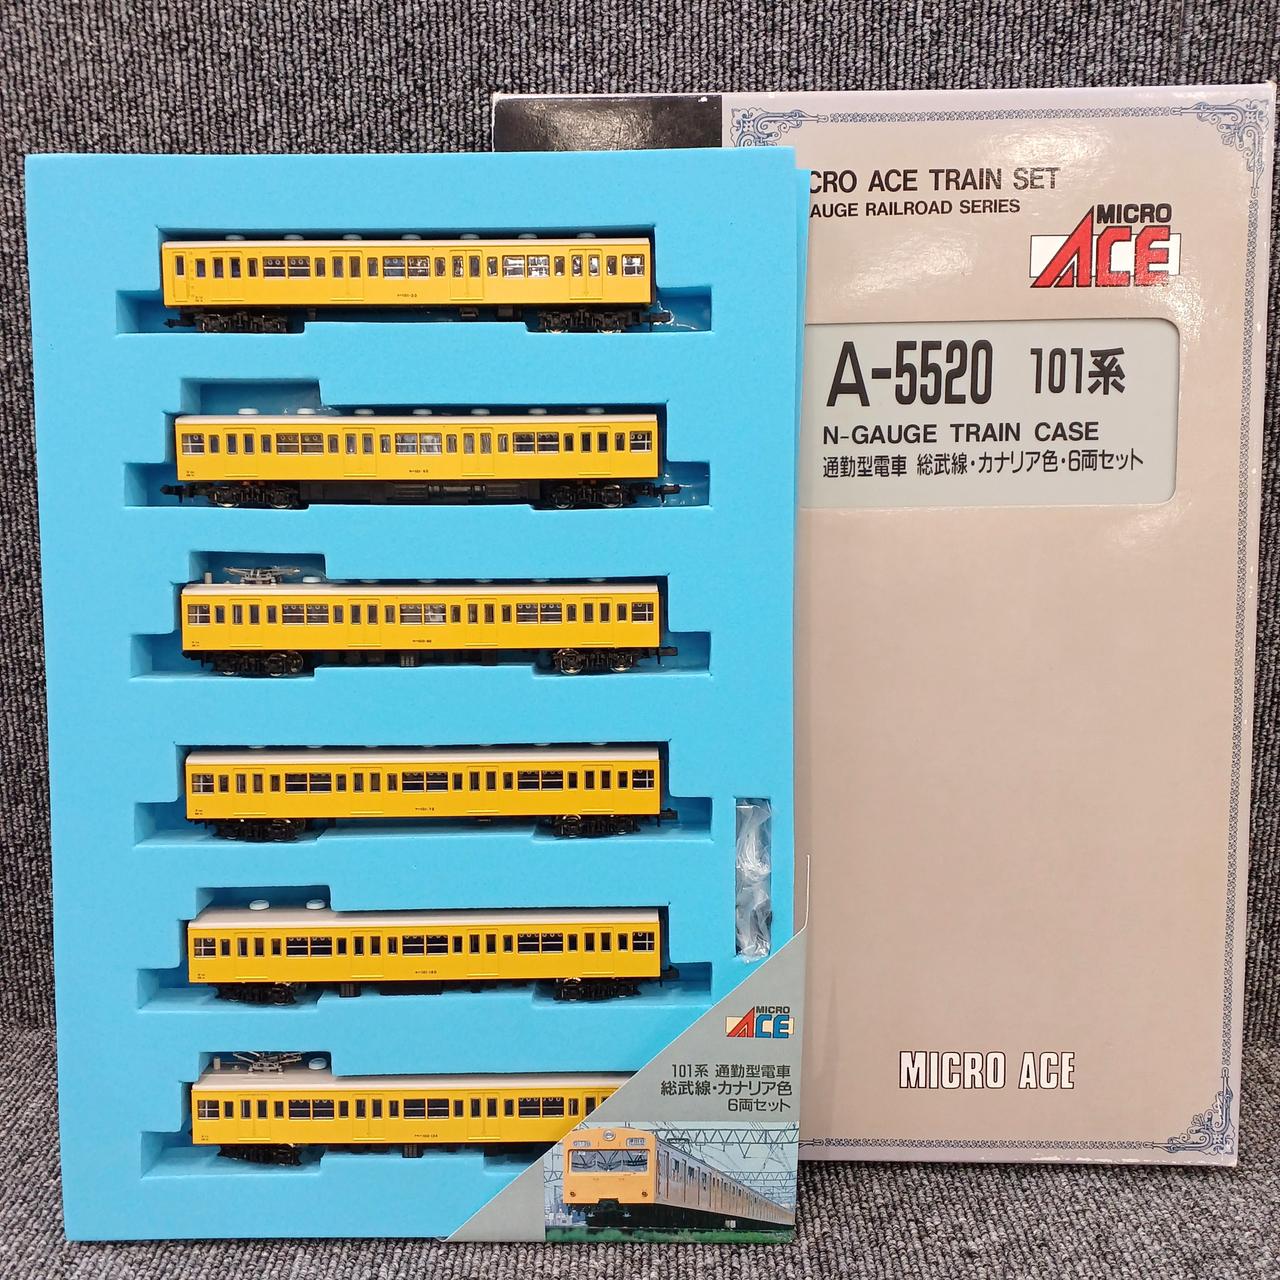 CRO ACE TRAIN SET
AUGE RAILROAD SERIES
MICRO
ACE
A-5520 101系
N-GAUGE TRAIN CASE
通勤型電車 総武線・カナリア色・6両セット
MICRO ACE
MICRO
ACE
101系 通勤型電車
総武線・カナリア色
6両セット